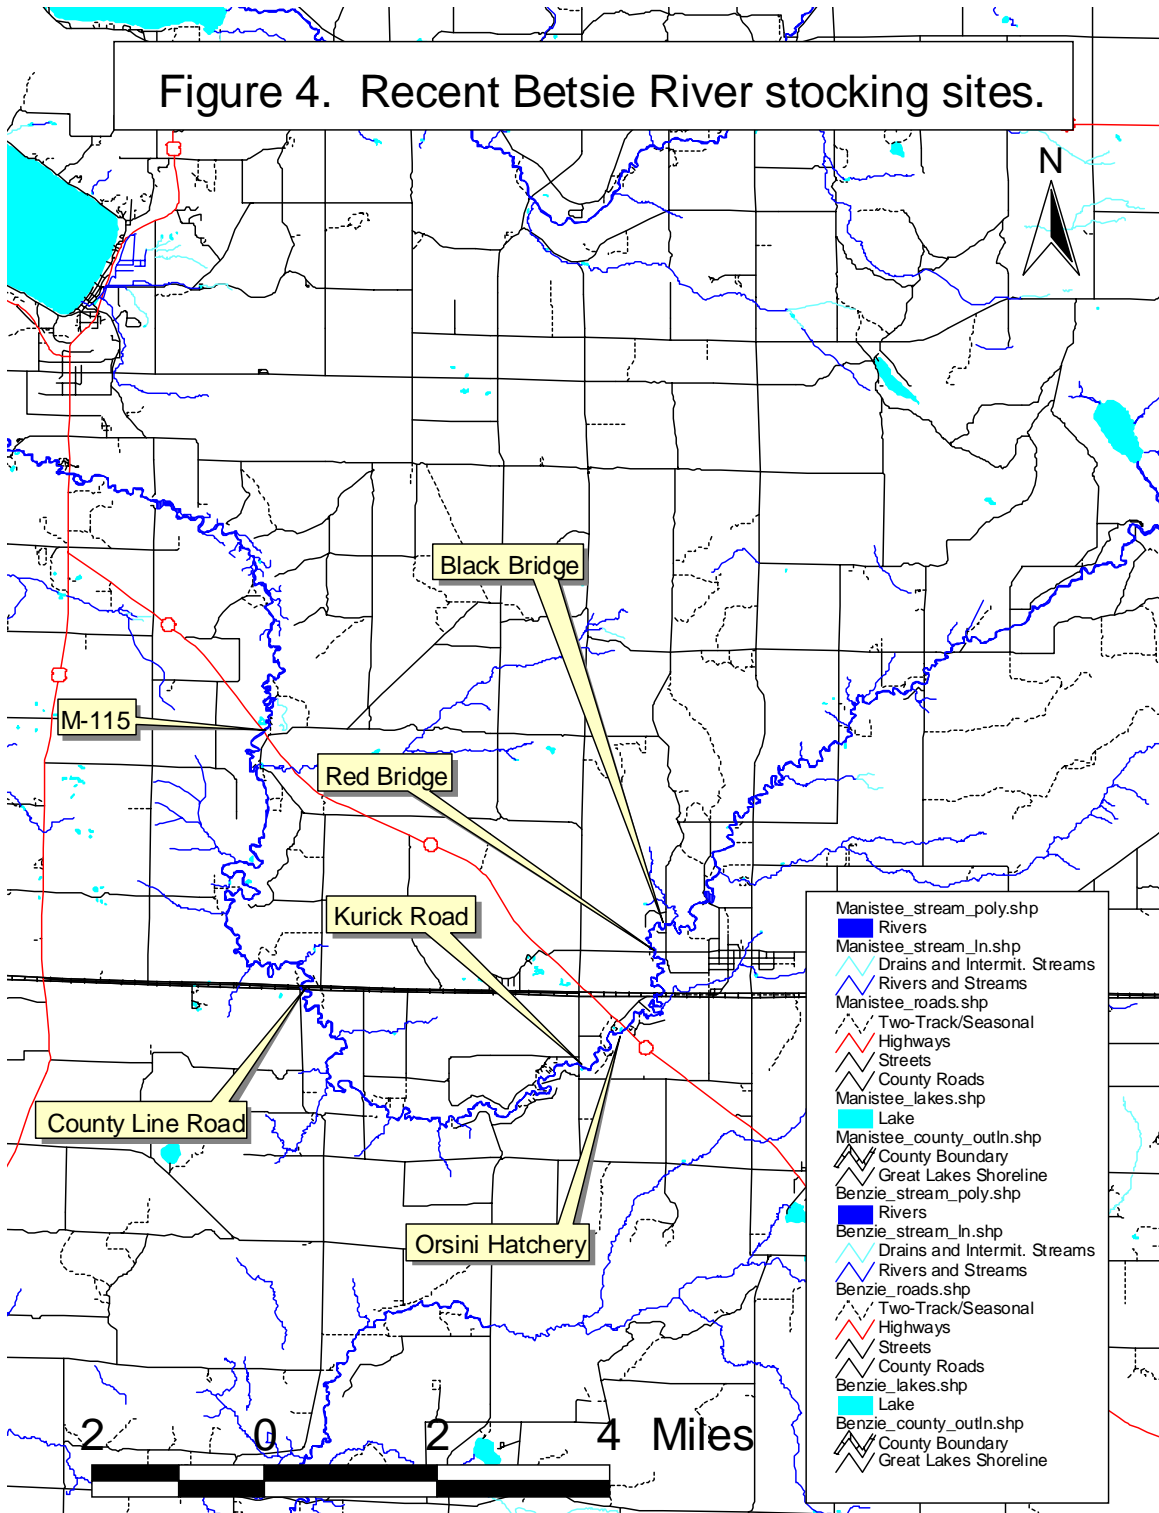 Figure 4. Recent Betsie River stocking sites.
N
Black Bridge
M-115
Red Bridge
Kurick Road
County Line Road
Orsini Hatchery
Manistee_stream_poly.shp
Rivers
Manistee_stream_ln.shp
Drains and Intermit. Streams
Rivers and Streams
Manistee_roads.shp
Two-Track/Seasonal
Highways
Streets
County Roads
Manistee_lakes.shp
Lake
Manistee_county_outln.shp
County Boundary
Great Lakes Shoreline
Benzie_stream_poly.shp
Rivers
Benzie_stream_ln.shp
Drains and Intermit. Streams
Rivers and Streams
Benzie_roads.shp
Two-Track/Seasonal
Highways
Streets
County Roads
Benzie_lakes.shp
Lake
Benzie_county_outln.shp
County Boundary
Great Lakes Shoreline
2 0 2 4 Miles